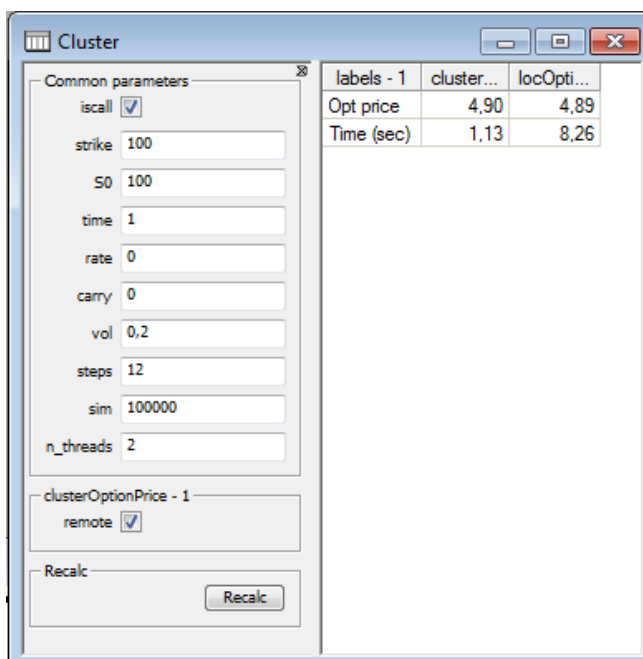 Cluster
Common parameters
iscall
strike 100
S0 100
time 1
rate 0
carry 0
vol 0,2
steps 12
sim 100000
n_threads 2
clusterOptionPrice - 1
remote
Recalc
Recalc
labels - 1 cluster... locOpti...
Opt price 4,90 4,89
Time (sec) 1,13 8,26